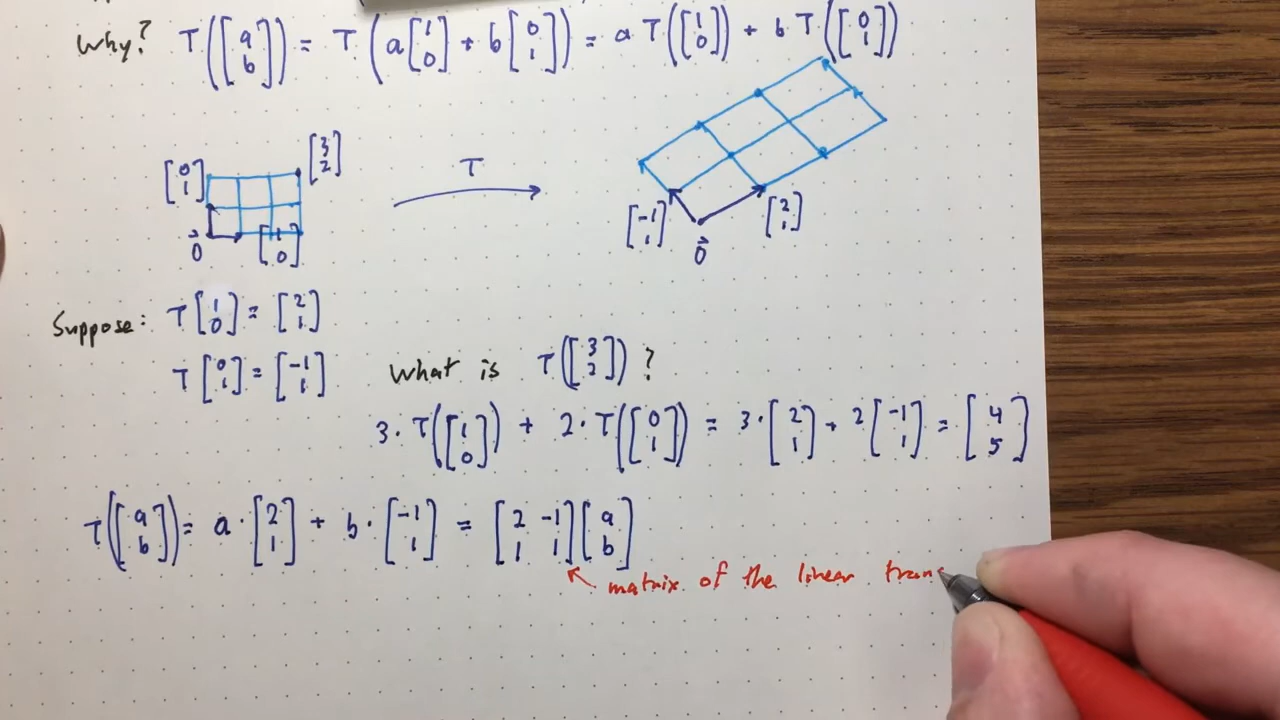 Why? T([a b]) = T(a[1 0] + b[0 1]) = a T([1 0]) + b T([0 1])
[0 1] [3 2] T
0⃗ [1 0] [-1 1] 0⃗ [2 1]
Suppose: T[1 0] = [2 1]
T[0 1] = [-1 1] What is T([3 2])?
3·T([1 0]) + 2·T([0 1]) = 3·[2 1] + 2[-1 1] = [4 5]
T([a b]) = a·[2 1] + b·[-1 1] = [2 -1 1 1][a b]
matrix of the linear trans